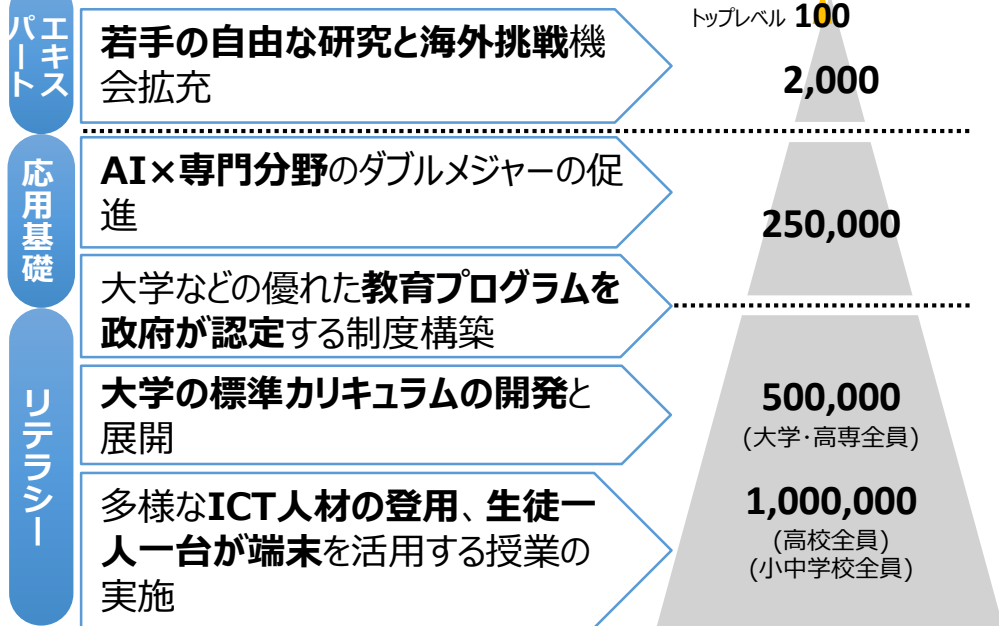 エキスパート
若手の自由な研究と海外挑戦機
会拡充
トップレベル 100
2,000
応用基礎
AI×専門分野のダブルメジャーの促
進
250,000
大学などの優れた教育プログラムを
政府が認定する制度構築
リテラシー
大学の標準カリキュラムの開発と
展開
500,000
(大学・高専全員)
多様なICT人材の登用、生徒一
人一台が端末を活用する授業の
実施
1,000,000
(高校全員)
(小中学校全員)